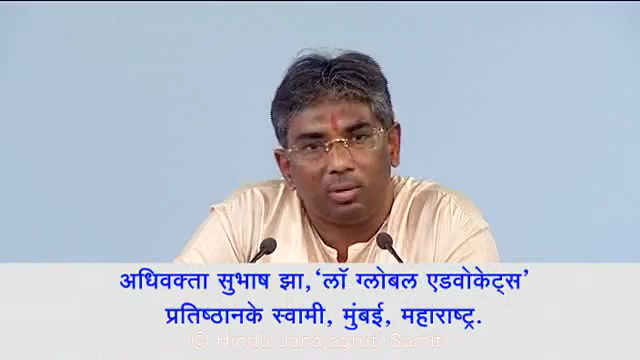 अधिवक्ता सुभाष झा,‘लॉ ग्लोबल एडवोकेट्स’
प्रतिष्ठानके स्वामी, मुंबई, महाराष्ट्र.
© Hindu Janajagruti Samiti